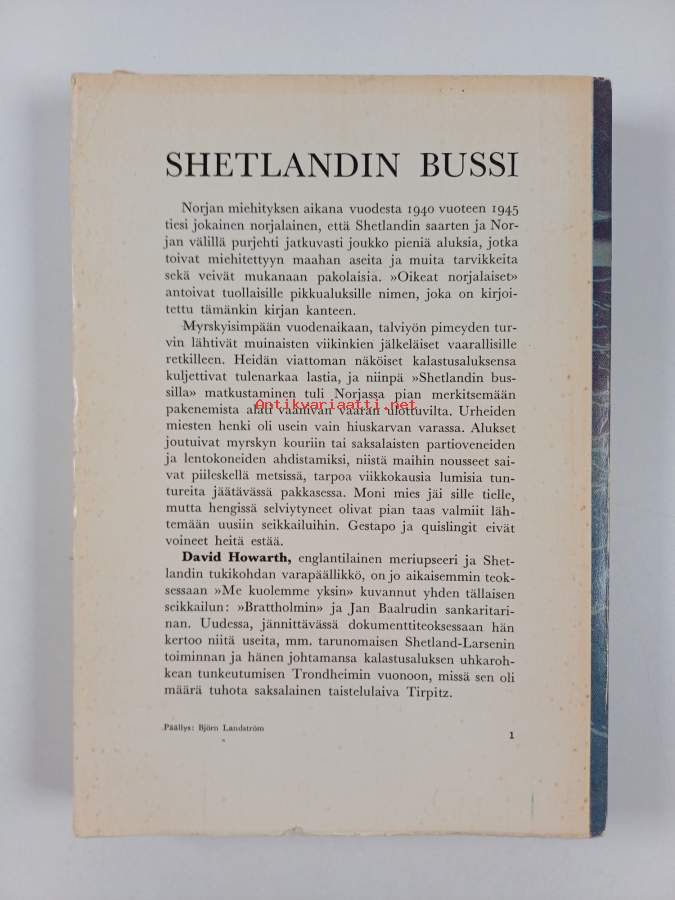 SHETLANDIN BUSSI
Norjan miehityksen aikana vuodesta 1940 vuoteen 1945
tiesi jokainen norjalainen, että Shetlandin saarten ja Nor-
jan välillä purjehti jatkuvasti joukko pieniä aluksia, jotka
toivat miehitettyyn maahan aseita ja muita tarvikkeita
sekä veivät mukanaan pakolaisia. »Oikeat norjalaiset»
antoivat tuollaisille pikkualuksille nimen, joka on kirjoi-
tettu tämänkin kirjan kanteen.
Myrskyisimpään vuodenaikaan, talviyön pimeyden tur-
vin lähtivät muinaisten viikinkien jälkeläiset vaarallisille
retkilleen. Heidän viattoman näköiset kalastusaluksensa
kuljettivat tulenarkaa lastia, ja niinpä »Shetlandin bus-
silla» matkustaminen tuli Norjassa pian merkitsemään
pakenemista alati vaanivan vaaran ulottuvilta. Urheiden
Antikvariaatti.net
miesten henki oli usein vain hiuskarvan varassa. Alukset
joutuivat myrskyn kouriin tai saksalaisten partioveneiden
ja lentokoneiden ahdistamiksi, niistä maihin nousseet sai-
vat piileskellä metsissä, tarpoa viikkokausia lumisia tun-
tureita jäätävässä pakkasessa. Moni mies jäi sille tielle,
mutta hengissä selviytyneet olivat pian taas valmiit läh-
temään uusiin seikkailuihin. Gestapo ja quislingit eivät
voineet heitä estää.
David Howarth, englantilainen meriupseeri ja Shet-
landin tukikohdan varapäällikkö, on jo aikaisemmin teok-
sessaan »Me kuolemme yksin» kuvannut yhden tällaisen
seikkailun: »Brattholmin» ja Jan Baalrudin sankaritari-
nan. Uudessa, jännittävässä dokumenttiteoksessaan hän
kertoo niitä useita, mm. tarunomaisen Shetland-Larsenin
toiminnan ja hänen johtamansa kalastusaluksen uhkaroh-
kean tunkeutumisen Trondheimin vuonoon, missä sen oli
määrä tuhota saksalainen taistelulaiva Tirpitz.
Päällys: Björn Landström
1